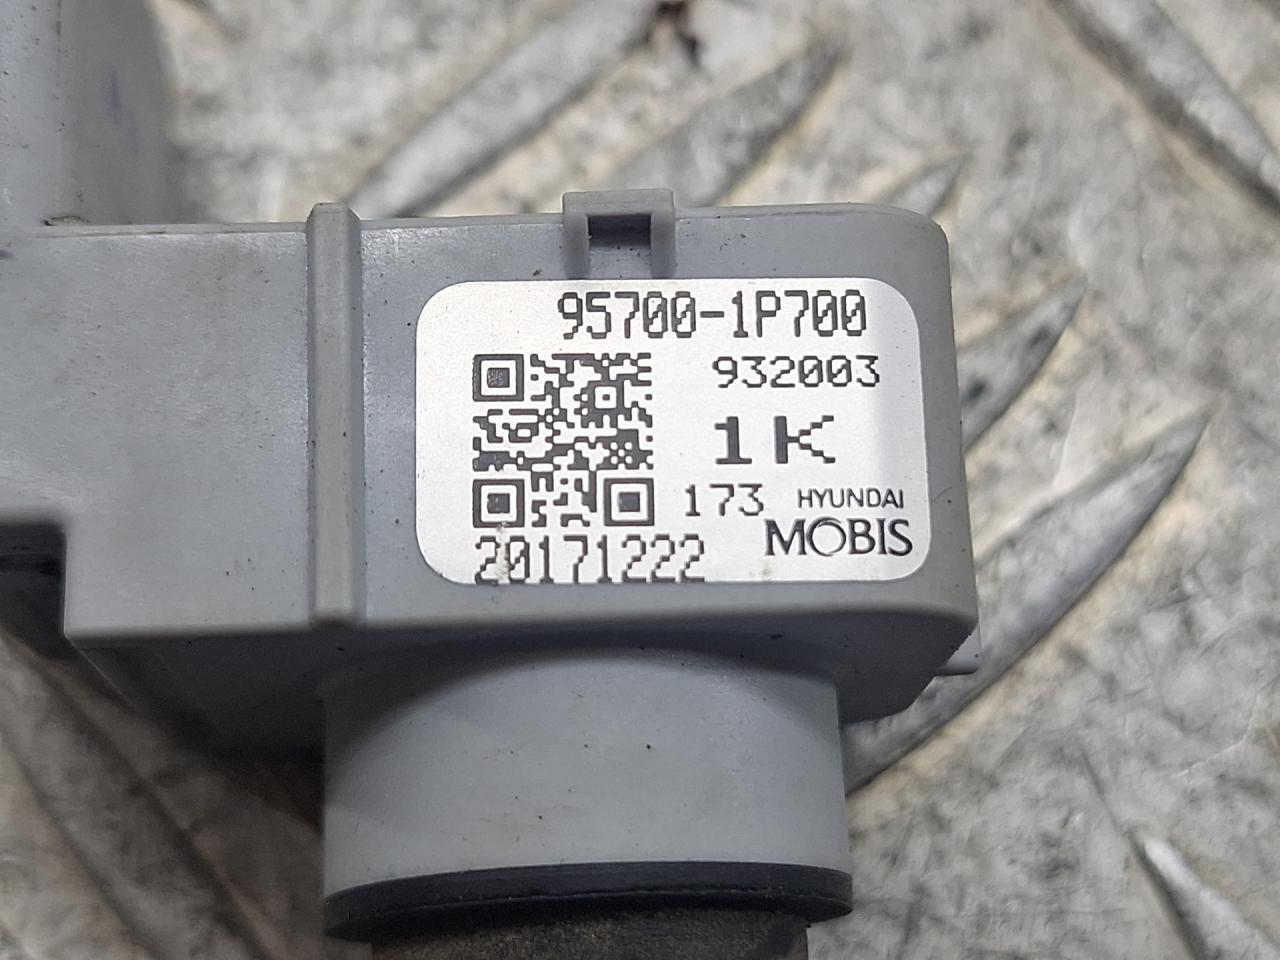 95700-1P700
932003
1K
173 HYUNDAI
20171222 MOBIS